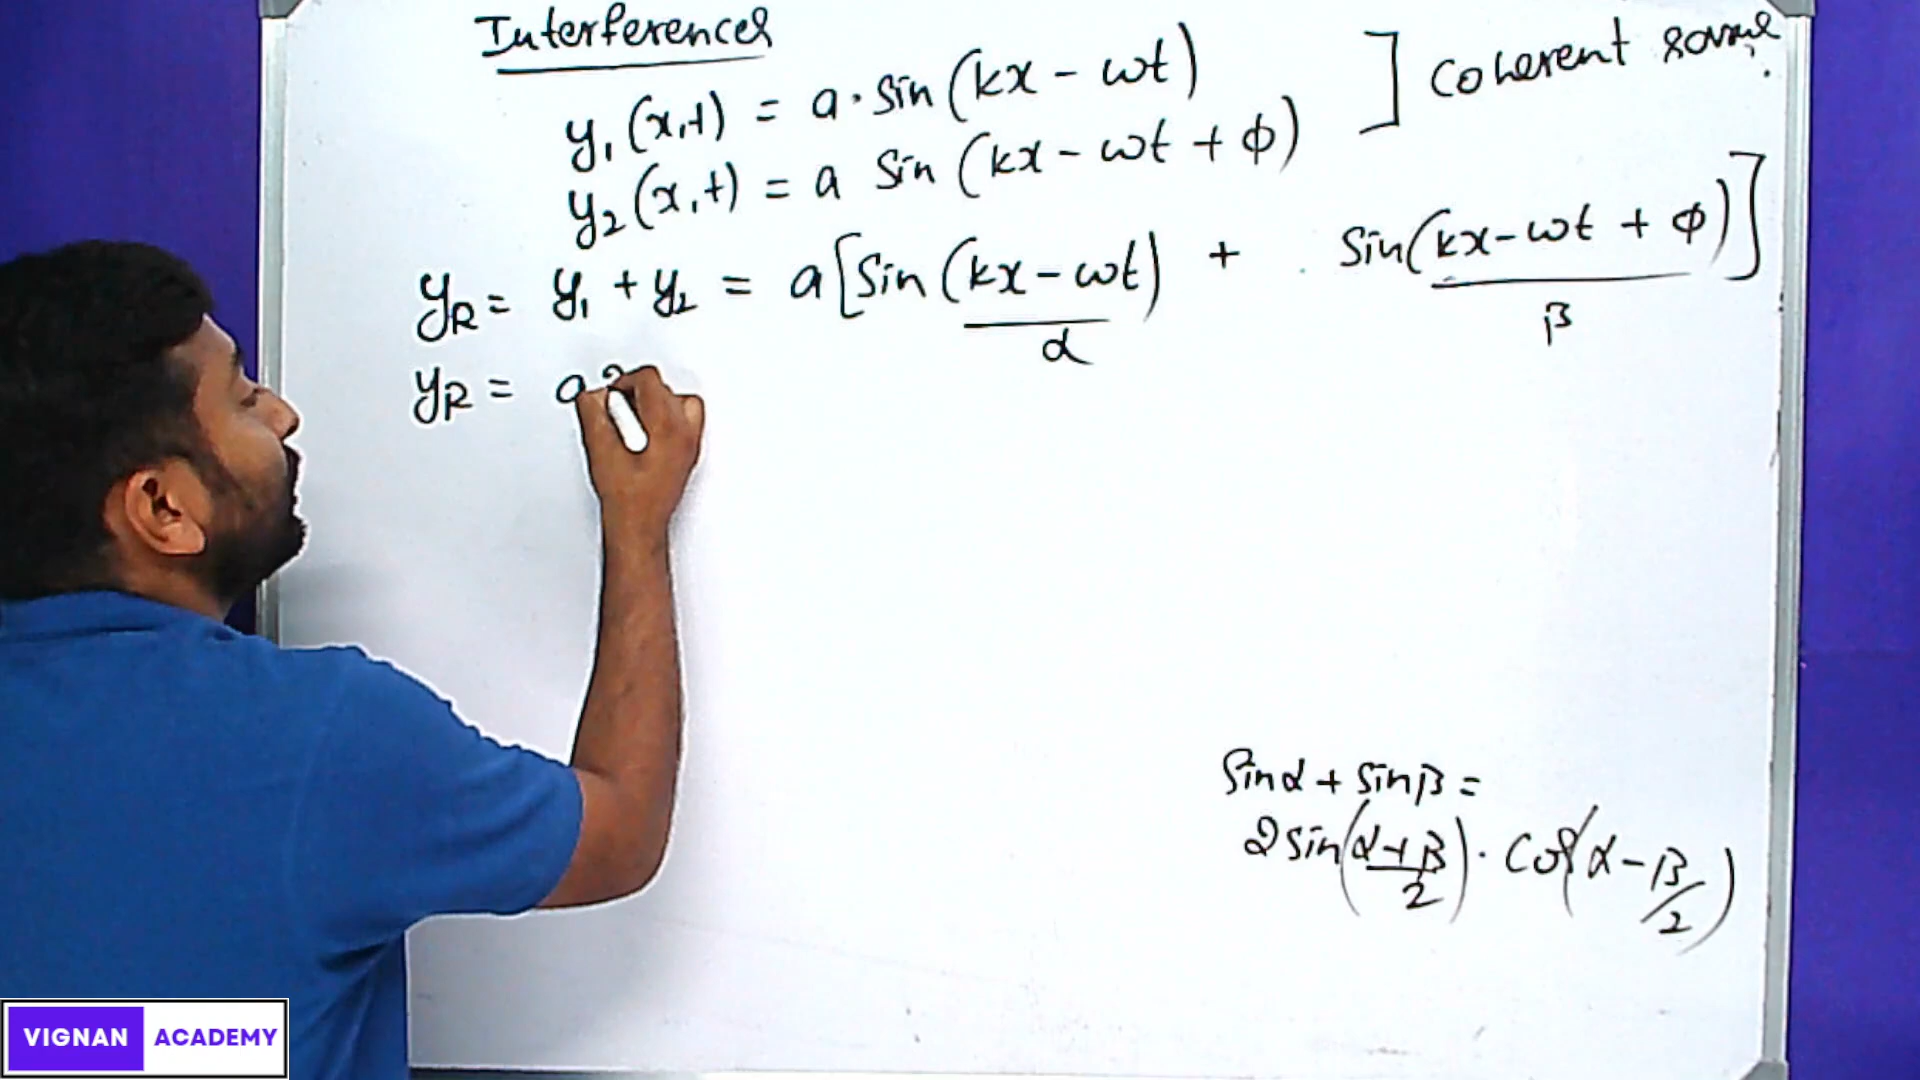 Interferences
y₁(x,t) = a · sin(kx - ωt)
y₂(x,t) = a sin(kx - ωt + φ)
] Coherent
yR = y₁ + y₂ = a[sin(kx - ωt) + sin(kx - ωt + φ)]
α β
yR = a
sinα + sinβ =
2 sin(α+β/2) · cos(α-β/2)
VIGNAN ACADEMY